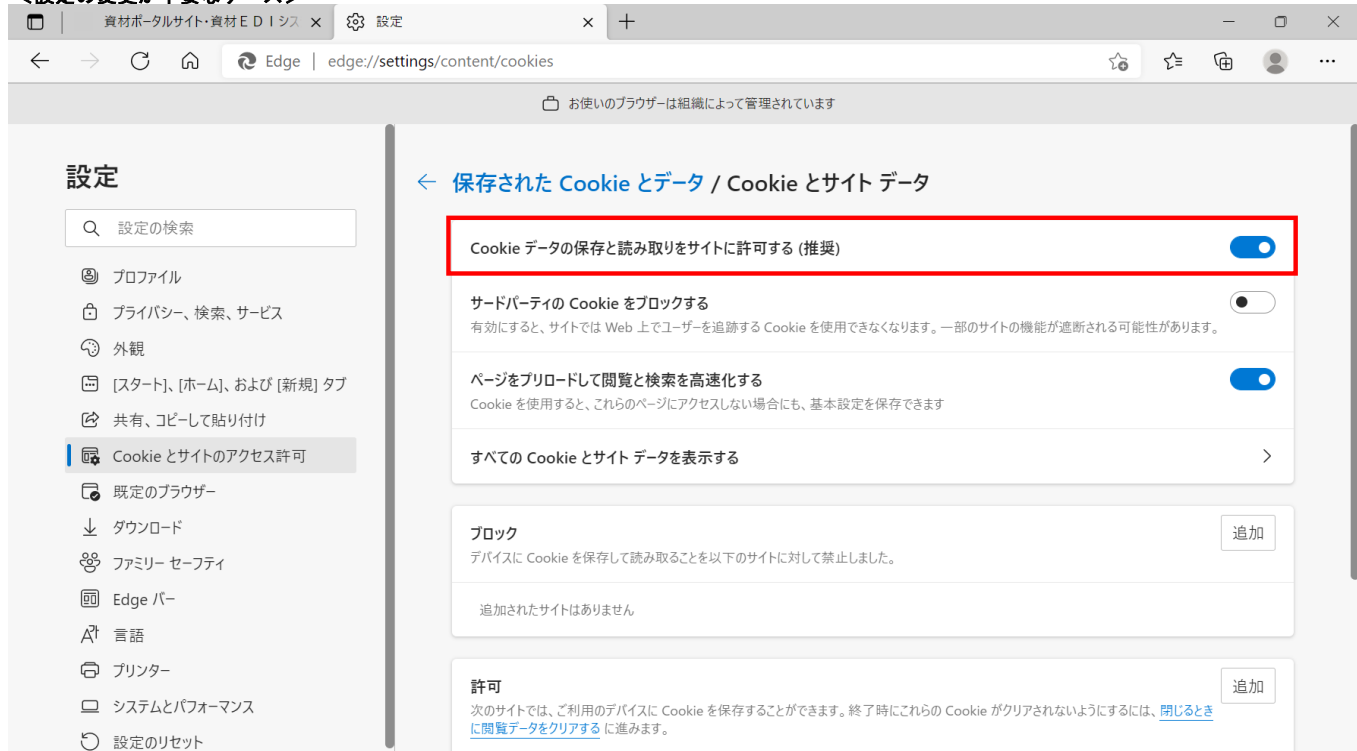 資材ポータルサイト・資材ＥＤＩシス
設定
Edge | edge://settings/content/cookies
お使いのブラウザーは組織によって管理されています
設定
設定の検索
プロファイル
プライバシー、検索、サービス
外観
[スタート]、[ホーム]、および [新規] タブ
共有、コピーして貼り付け
Cookie とサイトのアクセス許可
既定のブラウザー
ダウンロード
ファミリー セーフティ
Edge バー
言語
プリンター
システムとパフォーマンス
設定のリセット
保存された Cookie とデータ / Cookie とサイト データ
Cookie データの保存と読み取りをサイトに許可する (推奨)
サードパーティの Cookie をブロックする
有効にすると、サイトでは Web 上でユーザーを追跡する Cookie を使用できなくなります。一部のサイトの機能が遮断される可能性があります。
ページをプリロードして閲覧と検索を高速化する
Cookie を使用すると、これらのページにアクセスしない場合にも、基本設定を保存できます
すべての Cookie とサイト データを表示する
ブロック
追加
デバイスに Cookie を保存して読み取ることを以下のサイトに対して禁止しました。
追加されたサイトはありません
許可
追加
次のサイトでは、ご利用のデバイスに Cookie を保存することができます。終了時にこれらの Cookie がクリアされないようにするには、閉じるとき
に閲覧データをクリアする に進みます。